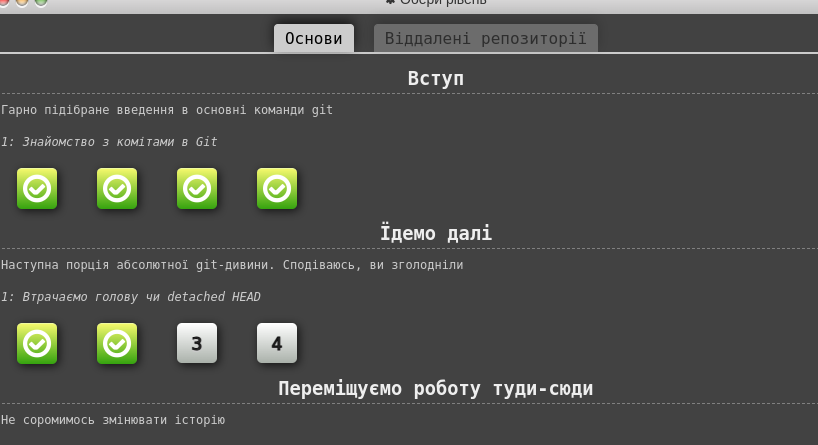 Обери рівень
Основи
Віддалені репозиторії
Вступ
Гарно підібране введення в основні команди git
1: Знайомство з комітами в Git
Їдемо далі
Наступна порція абсолютної git-дивини. Сподіваюсь, ви зголодніли
1: Втрачаємо голову чи detached HEAD
3 4
Переміщуємо роботу туди-сюди
Не соромимось змінювати історію